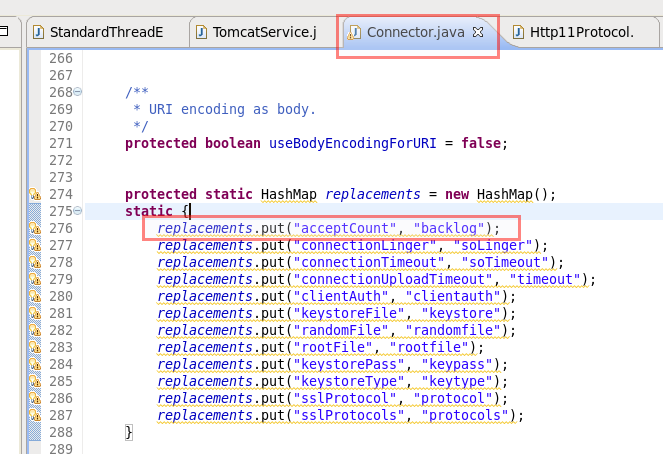 StandardThreadE TomcatService.j Connector.java Http11Protocol.
266
267
268 /**
269 * URI encoding as body.
270 */
271 protected boolean useBodyEncodingForURI = false;
272
273
274 protected static HashMap replacements = new HashMap();
275 static {
276 replacements.put("acceptCount", "backlog");
277 replacements.put("connectionLinger", "soLinger");
278 replacements.put("connectionTimeout", "soTimeout");
279 replacements.put("connectionUploadTimeout", "timeout");
280 replacements.put("clientAuth", "clientauth");
281 replacements.put("keystoreFile", "keystore");
282 replacements.put("randomFile", "randomfile");
283 replacements.put("rootFile", "rootfile");
284 replacements.put("keystorePass", "keypass");
285 replacements.put("keystoreType", "keytype");
286 replacements.put("sslProtocol", "protocol");
287 replacements.put("sslProtocols", "protocols");
288 }
289